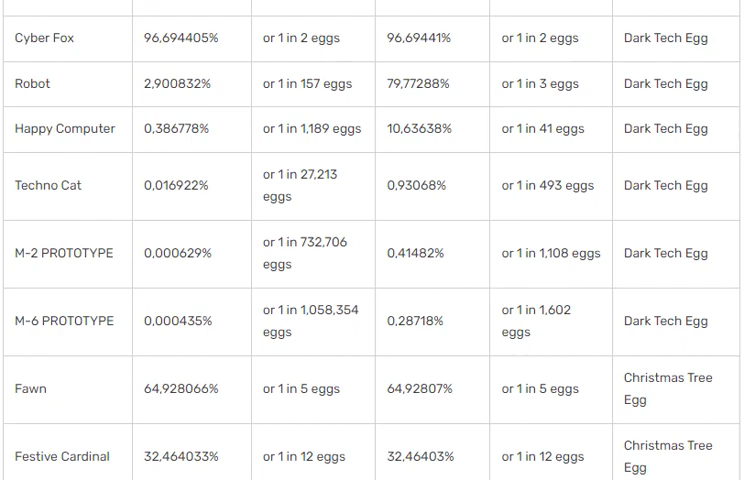 Cyber Fox 96,694405% or 1 in 2 eggs 96,69441% or 1 in 2 eggs Dark Tech Egg
Robot 2,900832% or 1 in 157 eggs 79,77288% or 1 in 3 eggs Dark Tech Egg
Happy Computer 0,386778% or 1 in 1,189 eggs 10,63638% or 1 in 41 eggs Dark Tech Egg
Techno Cat 0,016922% or 1 in 27,213 eggs 0,93068% or 1 in 493 eggs Dark Tech Egg
M-2 PROTOTYPE 0,000629% or 1 in 732,706 eggs 0,41482% or 1 in 1,108 eggs Dark Tech Egg
M-6 PROTOTYPE 0,000435% or 1 in 1,058,354 eggs 0,28718% or 1 in 1,602 eggs Dark Tech Egg
Fawn 64,928066% or 1 in 5 eggs 64,92807% or 1 in 5 eggs Christmas Tree Egg
Festive Cardinal 32,464033% or 1 in 12 eggs 32,46403% or 1 in 12 eggs Christmas Tree Egg